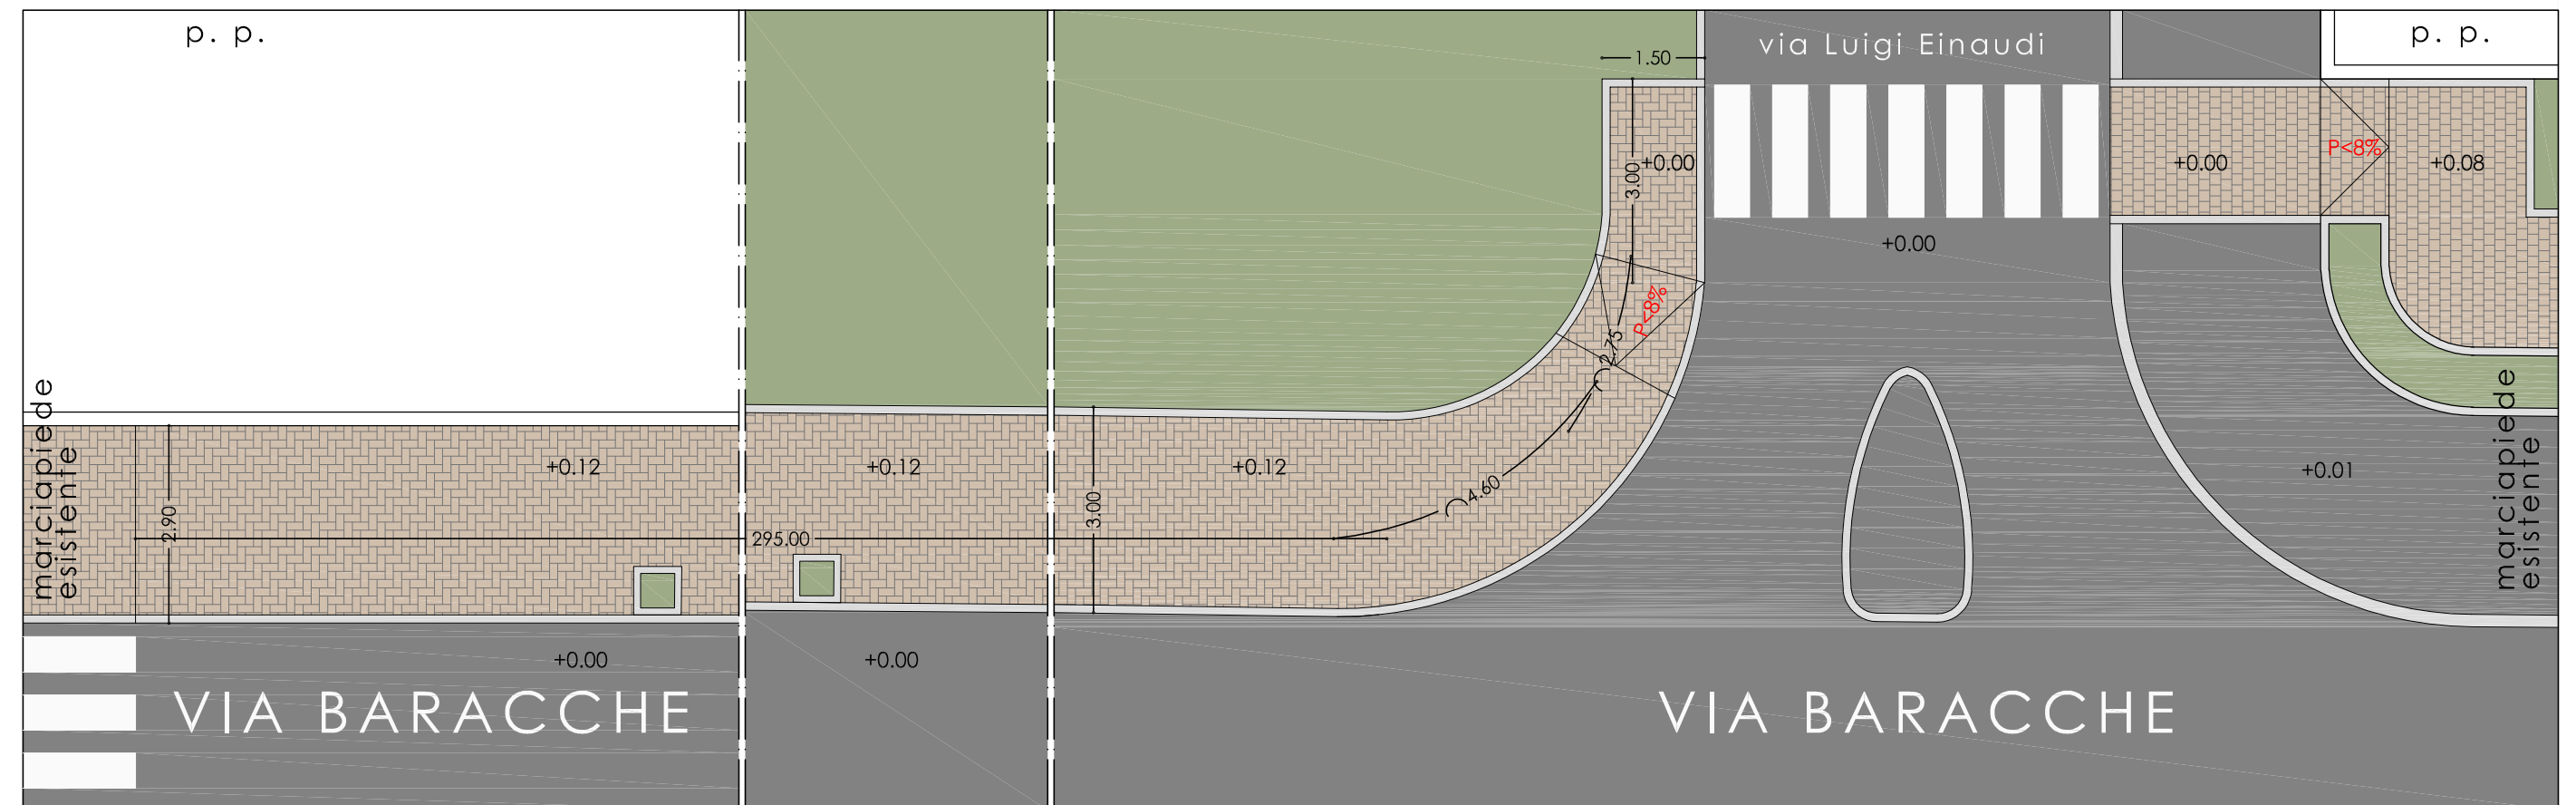 p. p.
via Luigi Einaudi
p. p.
1.50
+0.00
3.00
+0.00
P<8%
+0.08
+0.00
P<8%
2.75
marciapiede
esistente
+0.12
+0.12
+0.12
4.60
+0.01
marciapiede
esistente
2.90
295.00
3.00
+0.00
+0.00
VIA BARACCHE
VIA BARACCHE